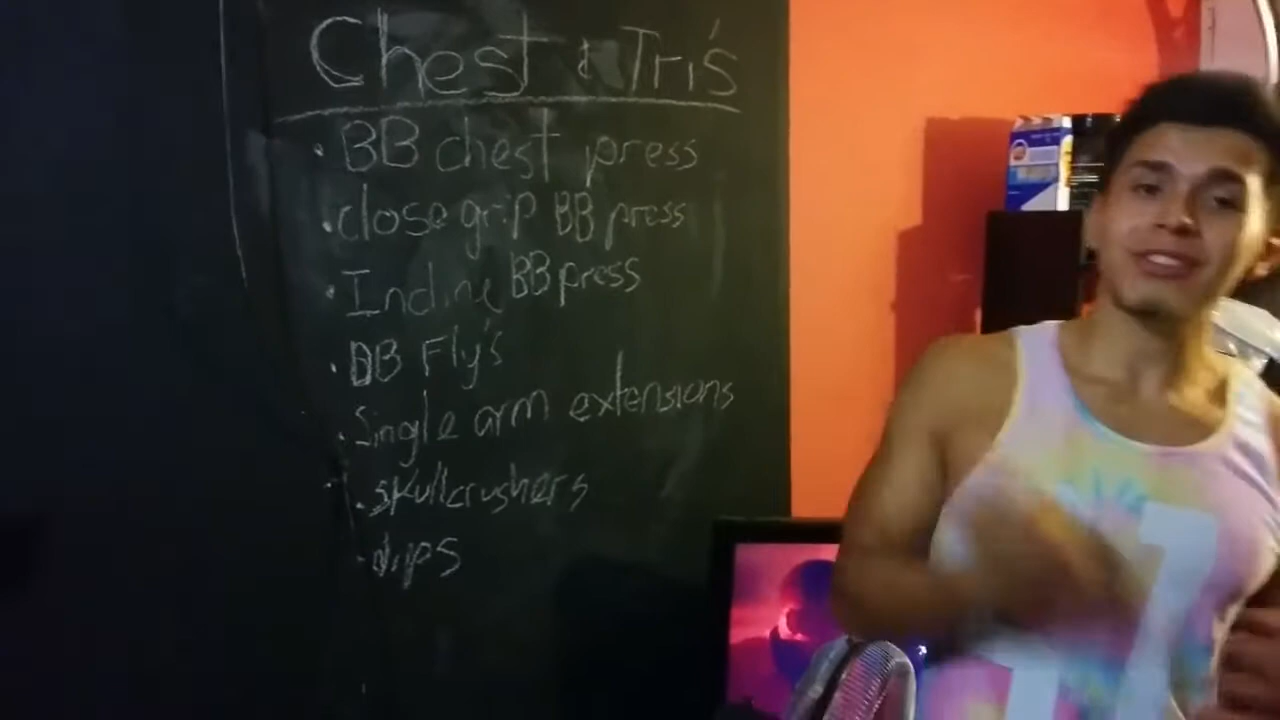 Chest & Tri's
• BB chest press
• close grip BB press
• Incline BB press
• DB Fly's
• Single arm extensions
• skullcrushers
• dips